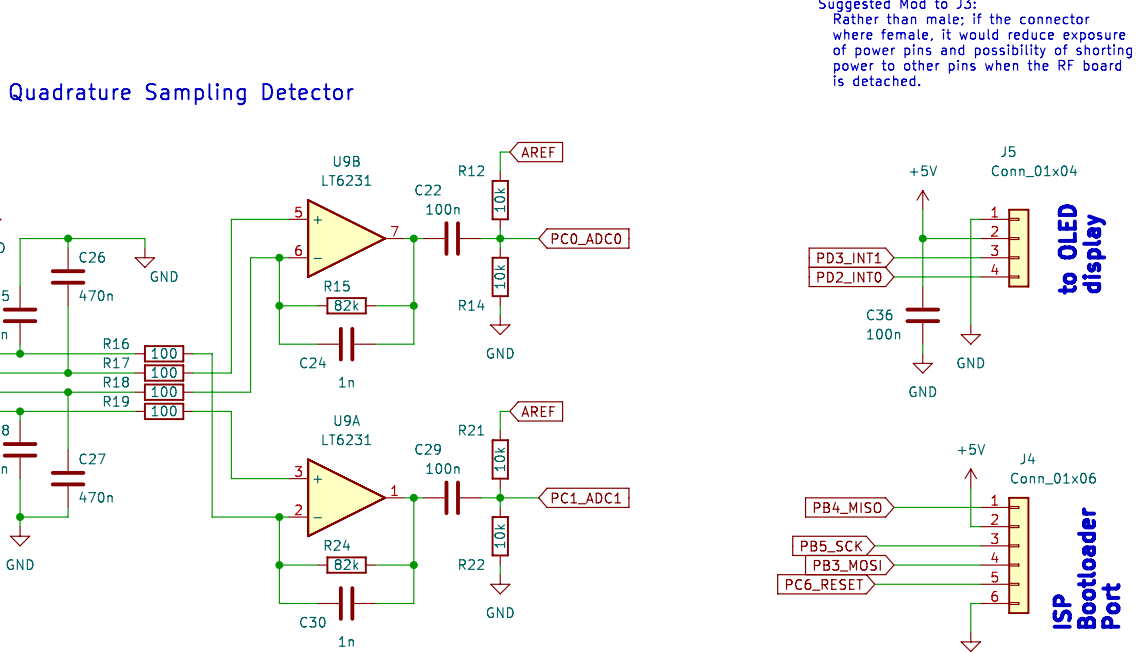 Suggested Mod to J3:
Rather than male; if the connector
where female, it would reduce exposure
of power pins and possibility of shorting
power to other pins when the RF board
is detached.
Quadrature Sampling Detector
U9B
LT6231
5
+
6
−
7
R15
82k
C24
1n
C22
100n
AREF
R12
10k
PC0_ADC0
10k
R14
GND
C26
470n
GND
5
n
R16
100
R17
100
R18
100
R19
100
8
n
C27
470n
GND
U9A
LT6231
3
+
2
−
1
R24
82k
C30
1n
C29
100n
AREF
R21
10k
PC1_ADC1
10k
R22
GND
J5
Conn_01x04
+5V
1
2
3
4
PD3_INT1
PD2_INT0
C36
100n
GND
GND
to OLED
display
J4
Conn_01x06
+5V
PB4_MISO
PB5_SCK
PB3_MOSI
PC6_RESET
1
2
3
4
5
6
ISP
Bootloader
Port